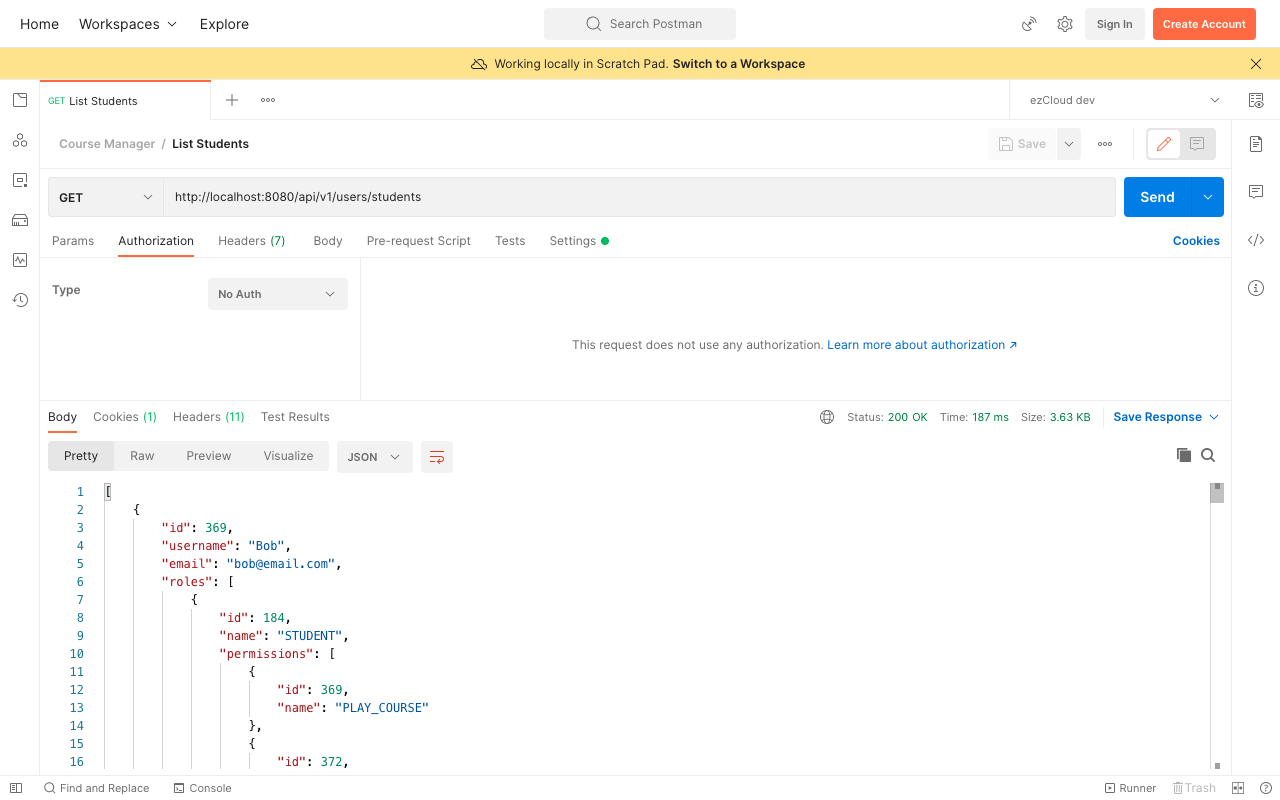 Home Workspaces Explore Search Postman Sign In Create Account
Working locally in Scratch Pad. Switch to a Workspace
GET List Students ezCloud dev
Course Manager / List Students Save
GET http://localhost:8080/api/v1/users/students Send
Params Authorization Headers (7) Body Pre-request Script Tests Settings Cookies
Type No Auth
This request does not use any authorization. Learn more about authorization ↗
Body Cookies (1) Headers (11) Test Results Status: 200 OK Time: 187 ms Size: 3.63 KB Save Response
Pretty Raw Preview Visualize JSON
1 [
2 {
3 "id": 369,
4 "username": "Bob",
5 "email": "bob@email.com",
6 "roles": [
7 {
8 "id": 184,
9 "name": "STUDENT",
10 "permissions": [
11 {
12 "id": 369,
13 "name": "PLAY_COURSE"
14 },
15 {
16 "id": 372,
Find and Replace Console Runner Trash